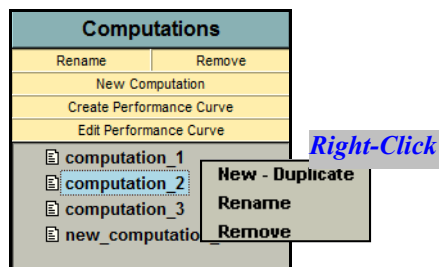 Computations
Rename Remove
New Computation
Create Performance Curve
Edit Performance Curve
computation_1
Right-Click
computation_2
New - Duplicate
computation_3
Rename
new_computatio
Remove